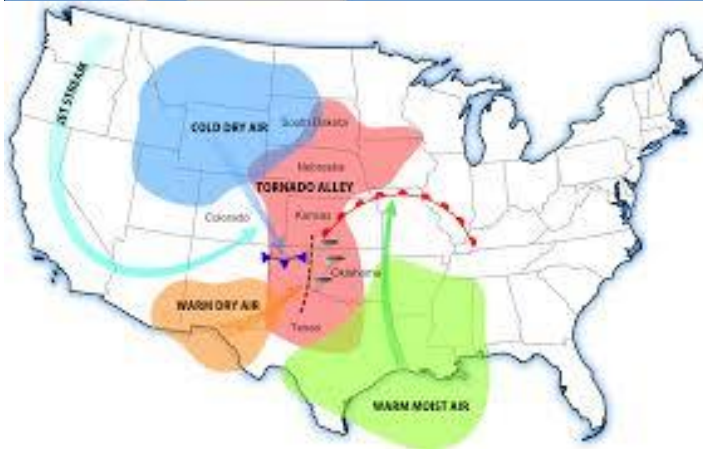 JET STREAM
COLD DRY AIR
South Dakota
Nebraska
TORNADO ALLEY
Colorado
Kansas
Oklahoma
WARM DRY AIR
Texas
WARM MOIST AIR